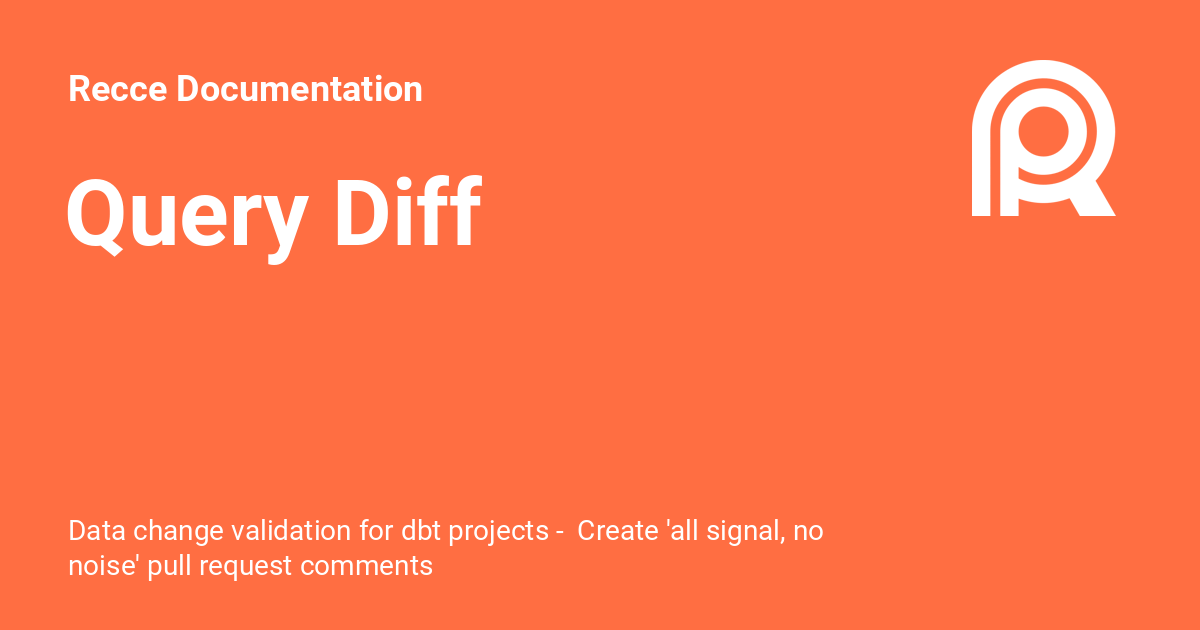 Recce Documentation
Query Diff
Data change validation for dbt projects -  Create 'all signal, no
noise' pull request comments